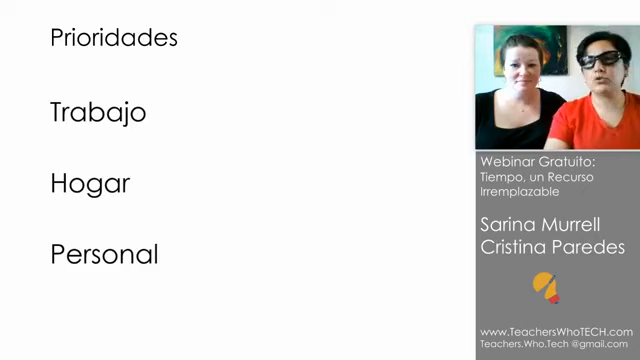 Prioridades
Trabajo
Hogar
Personal
Webinar Gratuito:
Tiempo, un Recurso
Irremplazable
Sarina Murrell
Cristina Paredes
www.TeachersWhoTECH.com
Teachers.Who.Tech @gmail.com